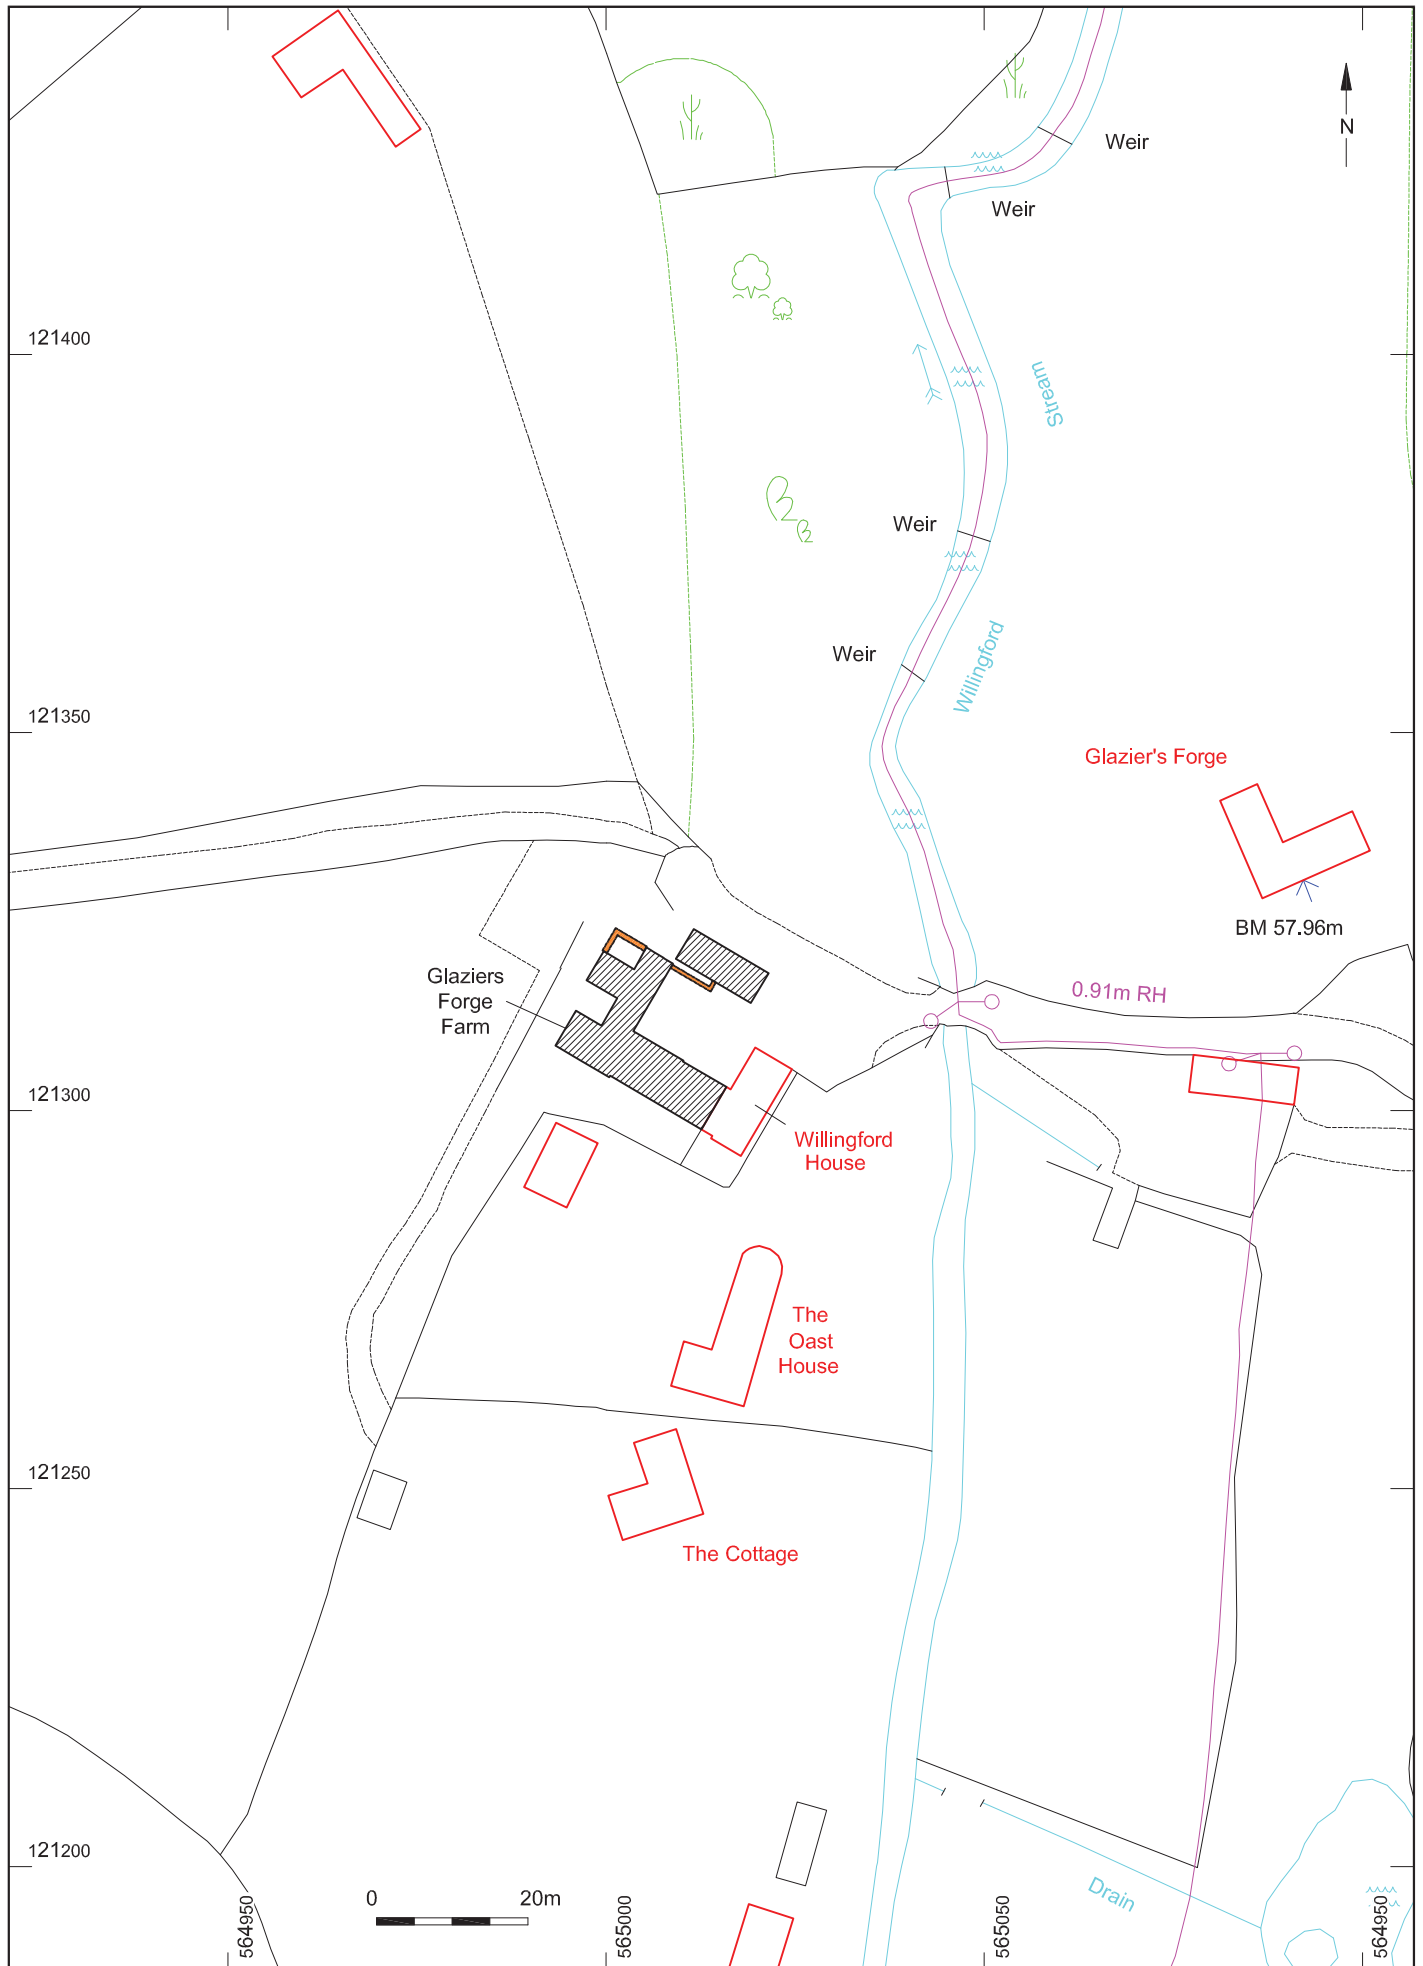 N
Weir
Weir
121400
Stream
Weir
Willingford
Weir
121350
Glazier's Forge
BM 57.96m
Glaziers
Forge
Farm
0.91m RH
121300
Willingford
House
The
Oast
House
121250
The Cottage
121200
Drain
0
20m
564950
565000
565050
564950